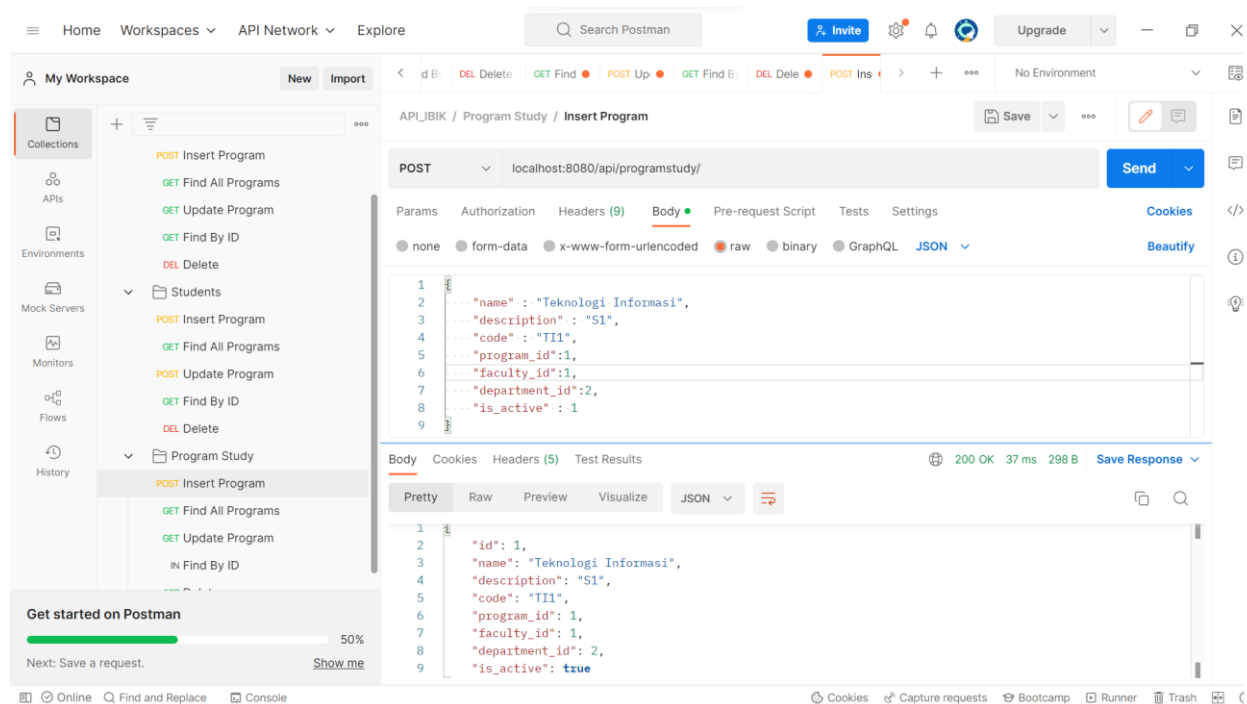 Home Workspaces API Network Explore Search Postman Invite Upgrade
My Workspace New Import
d By DEL Delete GET Find POST Up GET Find By DEL Dele POST Ins No Environment
API_IBIK / Program Study / Insert Program Save
POST localhost:8080/api/programstudy/ Send
Params Authorization Headers (9) Body Pre-request Script Tests Settings Cookies
none form-data x-www-form-urlencoded raw binary GraphQL JSON Beautify
Collections
APIs
Environments
Mock Servers
Monitors
Flows
History
POST Insert Program
GET Find All Programs
GET Update Program
GET Find By ID
DEL Delete
Students
POST Insert Program
GET Find All Programs
POST Update Program
GET Find By ID
DEL Delete
Program Study
POST Insert Program
GET Find All Programs
GET Update Program
IN Find By ID
1 {
2 "name" : "Teknologi Informasi",
3 "description" : "S1",
4 "code" : "TI1",
5 "program_id":1,
6 "faculty_id":1,
7 "department_id":2,
8 "is_active" : 1
9 }
Body Cookies Headers (5) Test Results 200 OK 37 ms 298 B Save Response
Pretty Raw Preview Visualize JSON
1 {
2 "id": 1,
3 "name": "Teknologi Informasi",
4 "description": "S1",
5 "code": "TI1",
6 "program_id": 1,
7 "faculty_id": 1,
8 "department_id": 2,
9 "is_active": true
Get started on Postman
50%
Next: Save a request. Show me
Online Find and Replace Console Cookies Capture requests Bootcamp Runner Trash